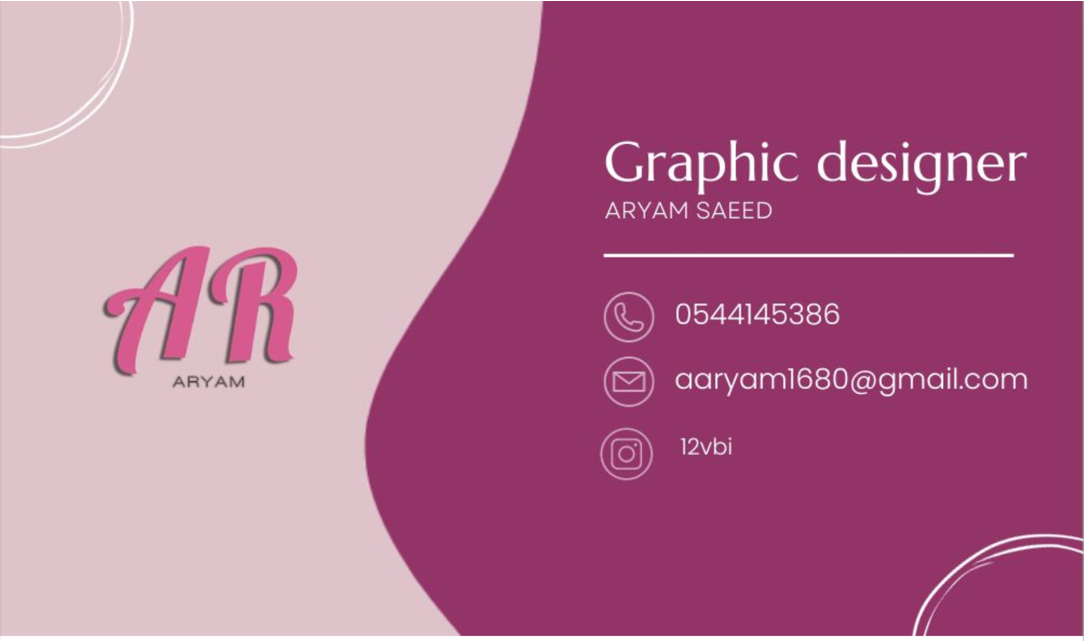 AR
ARYAM
Graphic designer
ARYAM SAEED
0544145386
aaryam1680@gmail.com
12vbi